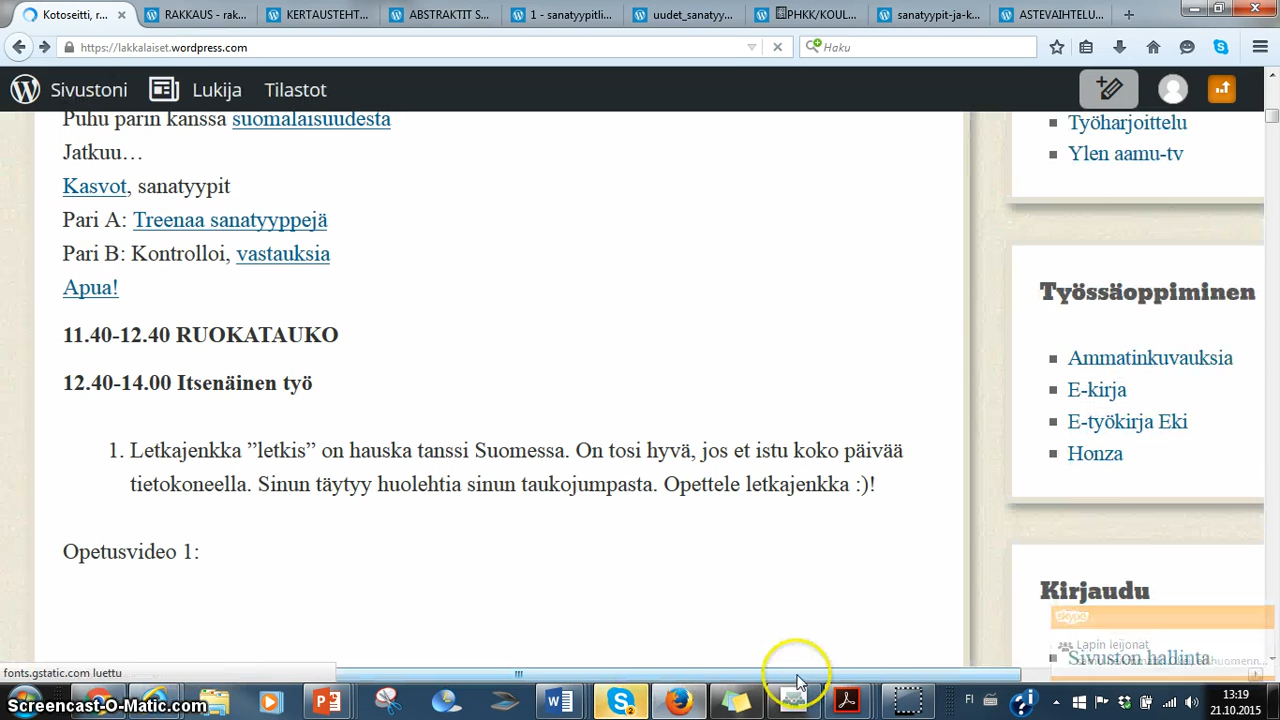 Kotoseitti, r...
RAKKAUS - rak...
KERTAUSTEHT...
ABSTRAKTIT S...
1 - sanatyypitli...
uudet_sanatyy...
PHKK/KOUL...
sanatyypit-ja-k...
ASTEVAIHTELU...
https://lakkalaiset.wordpress.com
Haku
Sivustoni
Lukija
Tilastot
Puhu parin kanssa suomalaisuudesta
Jatkuu…
Kasvot, sanatyypit
Pari A: Treenaa sanatyyppejä
Pari B: Kontrolloi, vastauksia
Apua!
11.40-12.40 RUOKATAUKO
12.40-14.00 Itsenäinen työ
1. Letkajenkka ”letkis” on hauska tanssi Suomessa. On tosi hyvä, jos et istu koko päivää
tietokoneella. Sinun täytyy huolehtia sinun taukojumpasta. Opettele letkajenkka :)!
Opetusvideo 1:
Työharjoittelu
Ylen aamu-tv
Työssäoppiminen
Ammatinkuvauksia
E-kirja
E-työkirja Eki
Honza
Kirjaudu
skype
Lapin leijonat
Sivuston hallinta
fonts.gstatic.com luettu
Screencast-O-Matic.com
2
FI
13:19
21.10.2015